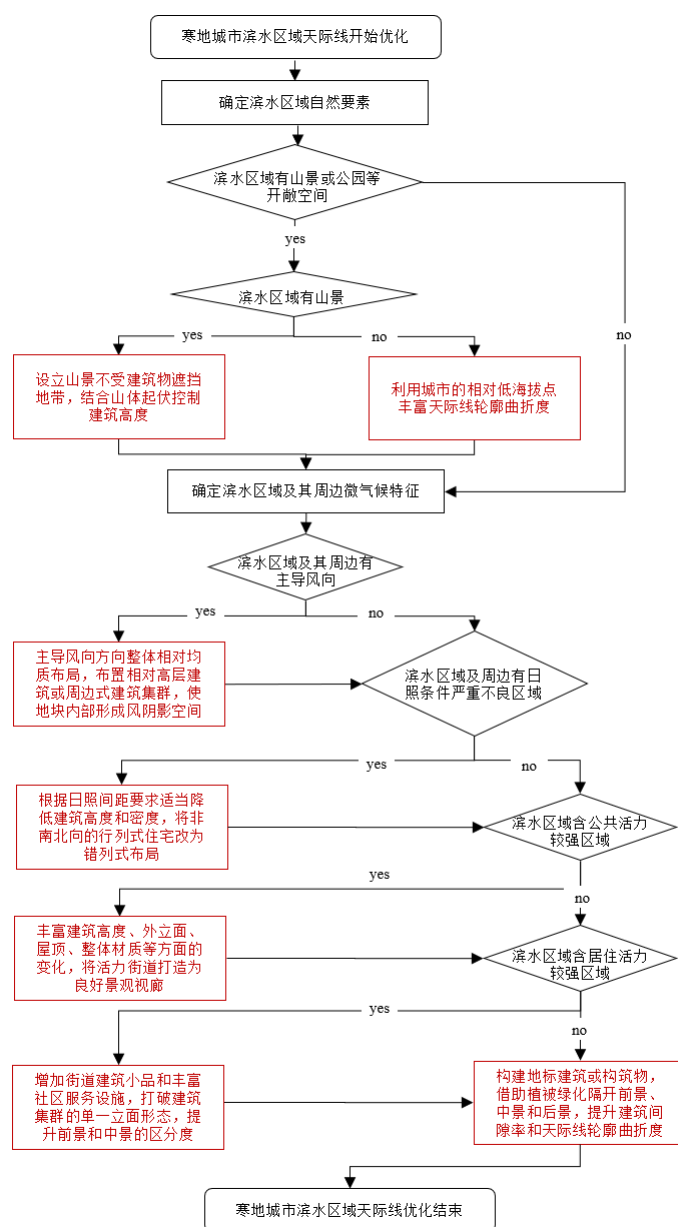 寒地城市滨水区域天际线开始优化
确定滨水区域自然要素
滨水区域有山景或公园等
开敞空间
yes
滨水区域有山景
yes
no
no
设立山景不受建筑物遮挡
地带，结合山体起伏控制
建筑高度
利用城市的相对低海拔点
丰富天际线轮廓曲折度
确定滨水区域及其周边微气候特征
滨水区域及其周边有
主导风向
yes
no
主导风向方向整体相对均
质布局，布置相对高层建
筑或周边式建筑集群，使
地块内部形成风阴影空间
滨水区域及周边有日
照条件严重不良区域
yes
no
根据日照间距要求适当降
低建筑高度和密度，将非
南北向的行列式住宅改为
错列式布局
滨水区域含公共活力
较强区域
yes
no
丰富建筑高度、外立面、
屋顶、整体材质等方面的
变化，将活力街道打造为
良好景观视廊
滨水区域含居住活力
较强区域
yes
no
增加街道建筑小品和丰富
社区服务设施，打破建筑
集群的单一立面形态，提
升前景和中景的区分度
构建地标建筑或构筑物，
借助植被绿化隔开前景、
中景和后景，提升建筑间
隙率和天际线轮廓曲折度
寒地城市滨水区域天际线优化结束